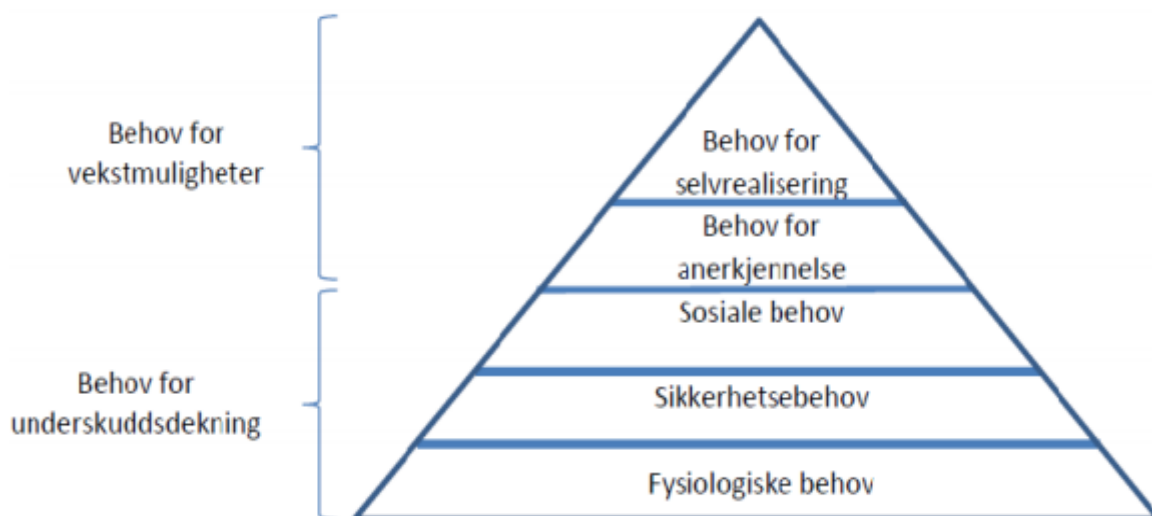 Behov for
vekstmuligheter
Behov for
selvrealisering
Behov for
anerkjennelse
Sosiale behov
Behov for
underskuddsdekning
Sikkerhetsebehov
Fysiologiske behov